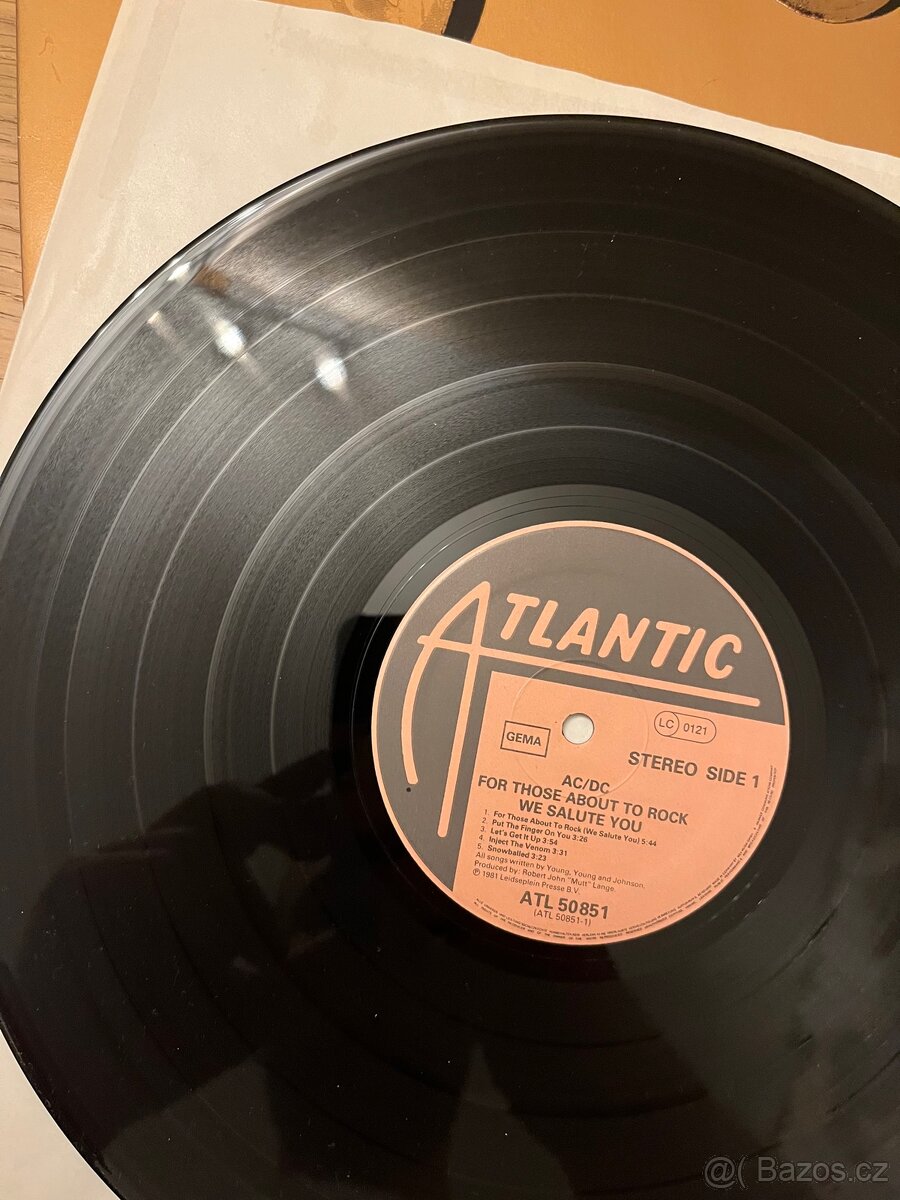 ATLANTIC
GEMA
LC 0121
STEREO SIDE 1
AC/DC
FOR THOSE ABOUT TO ROCK
WE SALUTE YOU
1. For Those About To Rock (We Salute You) 5:44
2. Put The Finger On You 3:26
3. Let's Get It Up 3:54
4. Inject The Venom 3:31
5. Snowballed 3:23
All songs written by Young, Young and Johnson.
Produced by: Robert John "Mutt" Lange.
℗ 1981 Leidseplein Presse B.V.
ATL 50851
(ATL 50851-1)
@( Bazos.cz